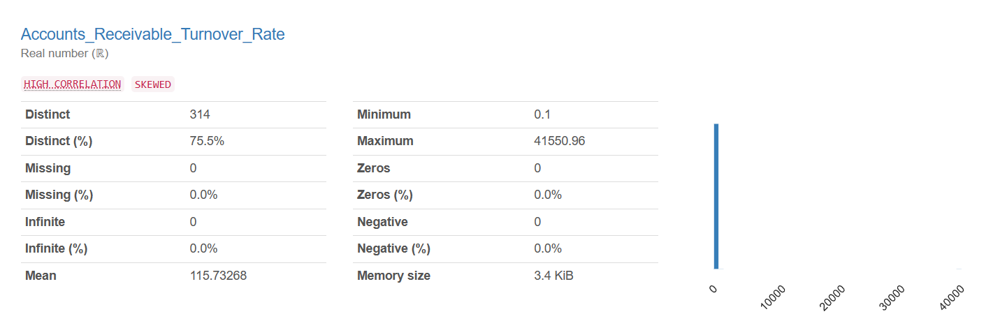 Accounts_Receivable_Turnover_Rate
Real number (ℝ)
HIGH CORRELATION SKEWED
Distinct 314
Distinct (%) 75.5%
Missing 0
Missing (%) 0.0%
Infinite 0
Infinite (%) 0.0%
Mean 115.73268
Minimum 0.1
Maximum 41550.96
Zeros 0
Zeros (%) 0.0%
Negative 0
Negative (%) 0.0%
Memory size 3.4 KiB
0 10000 20000 30000 40000